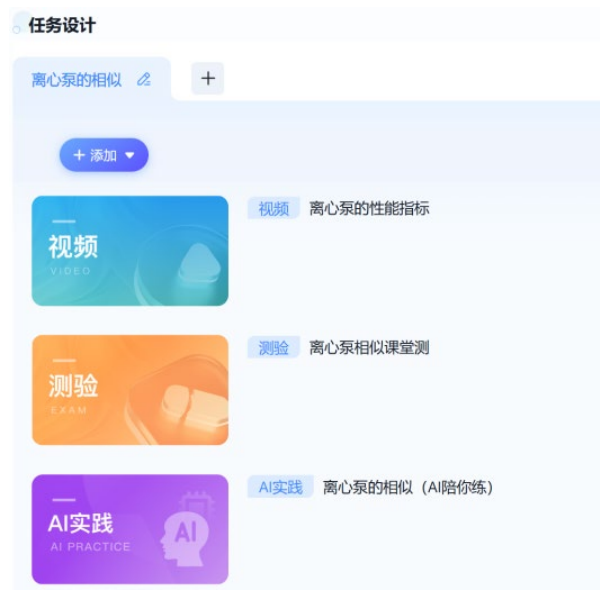 任务设计
离心泵的相似
+
+ 添加
视频
VIDEO
视频 离心泵的性能指标
测验
EXAM
测验 离心泵相似课堂测
AI实践
AI PRACTICE
AI
AI实践 离心泵的相似（AI陪你练）